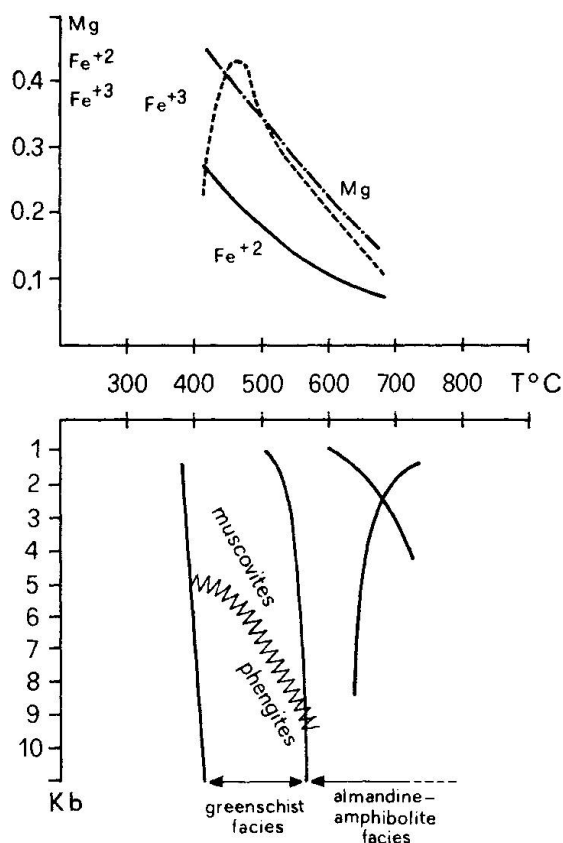 Mg
Fe+2
Fe+3
Fe+3
0.4
0.3
0.2
0.1
Mg
Fe+2
300 400 500 600 700 800 T°C
1
2
3
4
5
6
7
8
9
10
Kb
muscovites
phengites
greenschist
facies
almandine-
amphibolite
facies